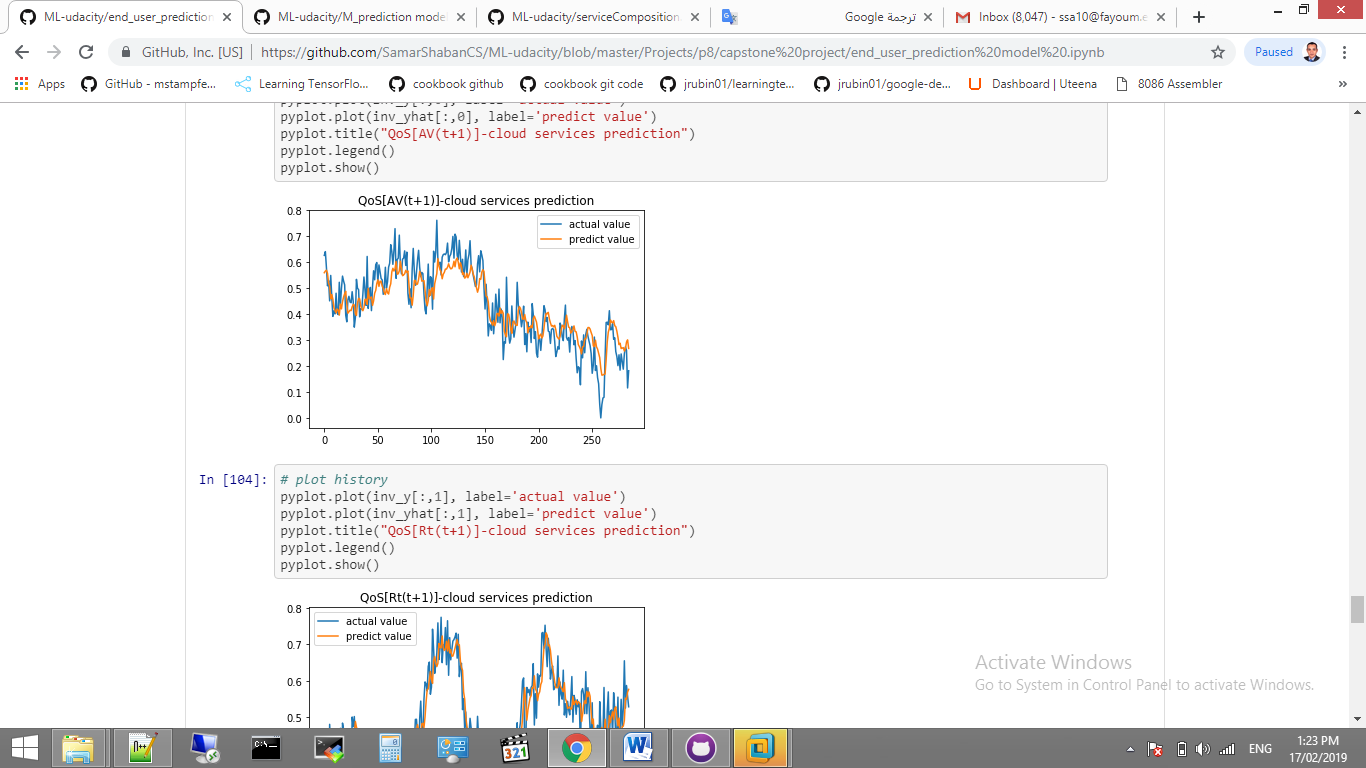 ML-udacity/end_user_prediction
ML-udacity/M_prediction mode
ML-udacity/serviceComposition.
ترجمة Google
Inbox (8,047) - ssa10@fayoum.e
GitHub, Inc. [US]
https://github.com/SamarShabanCS/ML-udacity/blob/master/Projects/p8/capstone%20project/end_user_prediction%20model%20.ipynb
Paused
Apps
GitHub - mstampfe...
Learning TensorFlo...
cookbook github
cookbook git code
jrubin01/learningte...
jrubin01/google-de...
Dashboard | Uteena
8086 Assembler
»
pyplot.plot(inv_yhat[:,0], label='predict value')
pyplot.title("QoS[AV(t+1)]-cloud services prediction")
pyplot.legend()
pyplot.show()
QoS[AV(t+1)]-cloud services prediction
0.8
0.7
0.6
0.5
0.4
0.3
0.2
0.1
0.0
actual value
predict value
0 50 100 150 200 250
In [104]:
# plot history
pyplot.plot(inv_y[:,1], label='actual value')
pyplot.plot(inv_yhat[:,1], label='predict value')
pyplot.title("QoS[Rt(t+1)]-cloud services prediction")
pyplot.legend()
pyplot.show()
QoS[Rt(t+1)]-cloud services prediction
0.8
0.7
0.6
0.5
actual value
predict value
Activate Windows
Go to System in Control Panel to activate Windows.
ENG
1:23 PM
17/02/2019